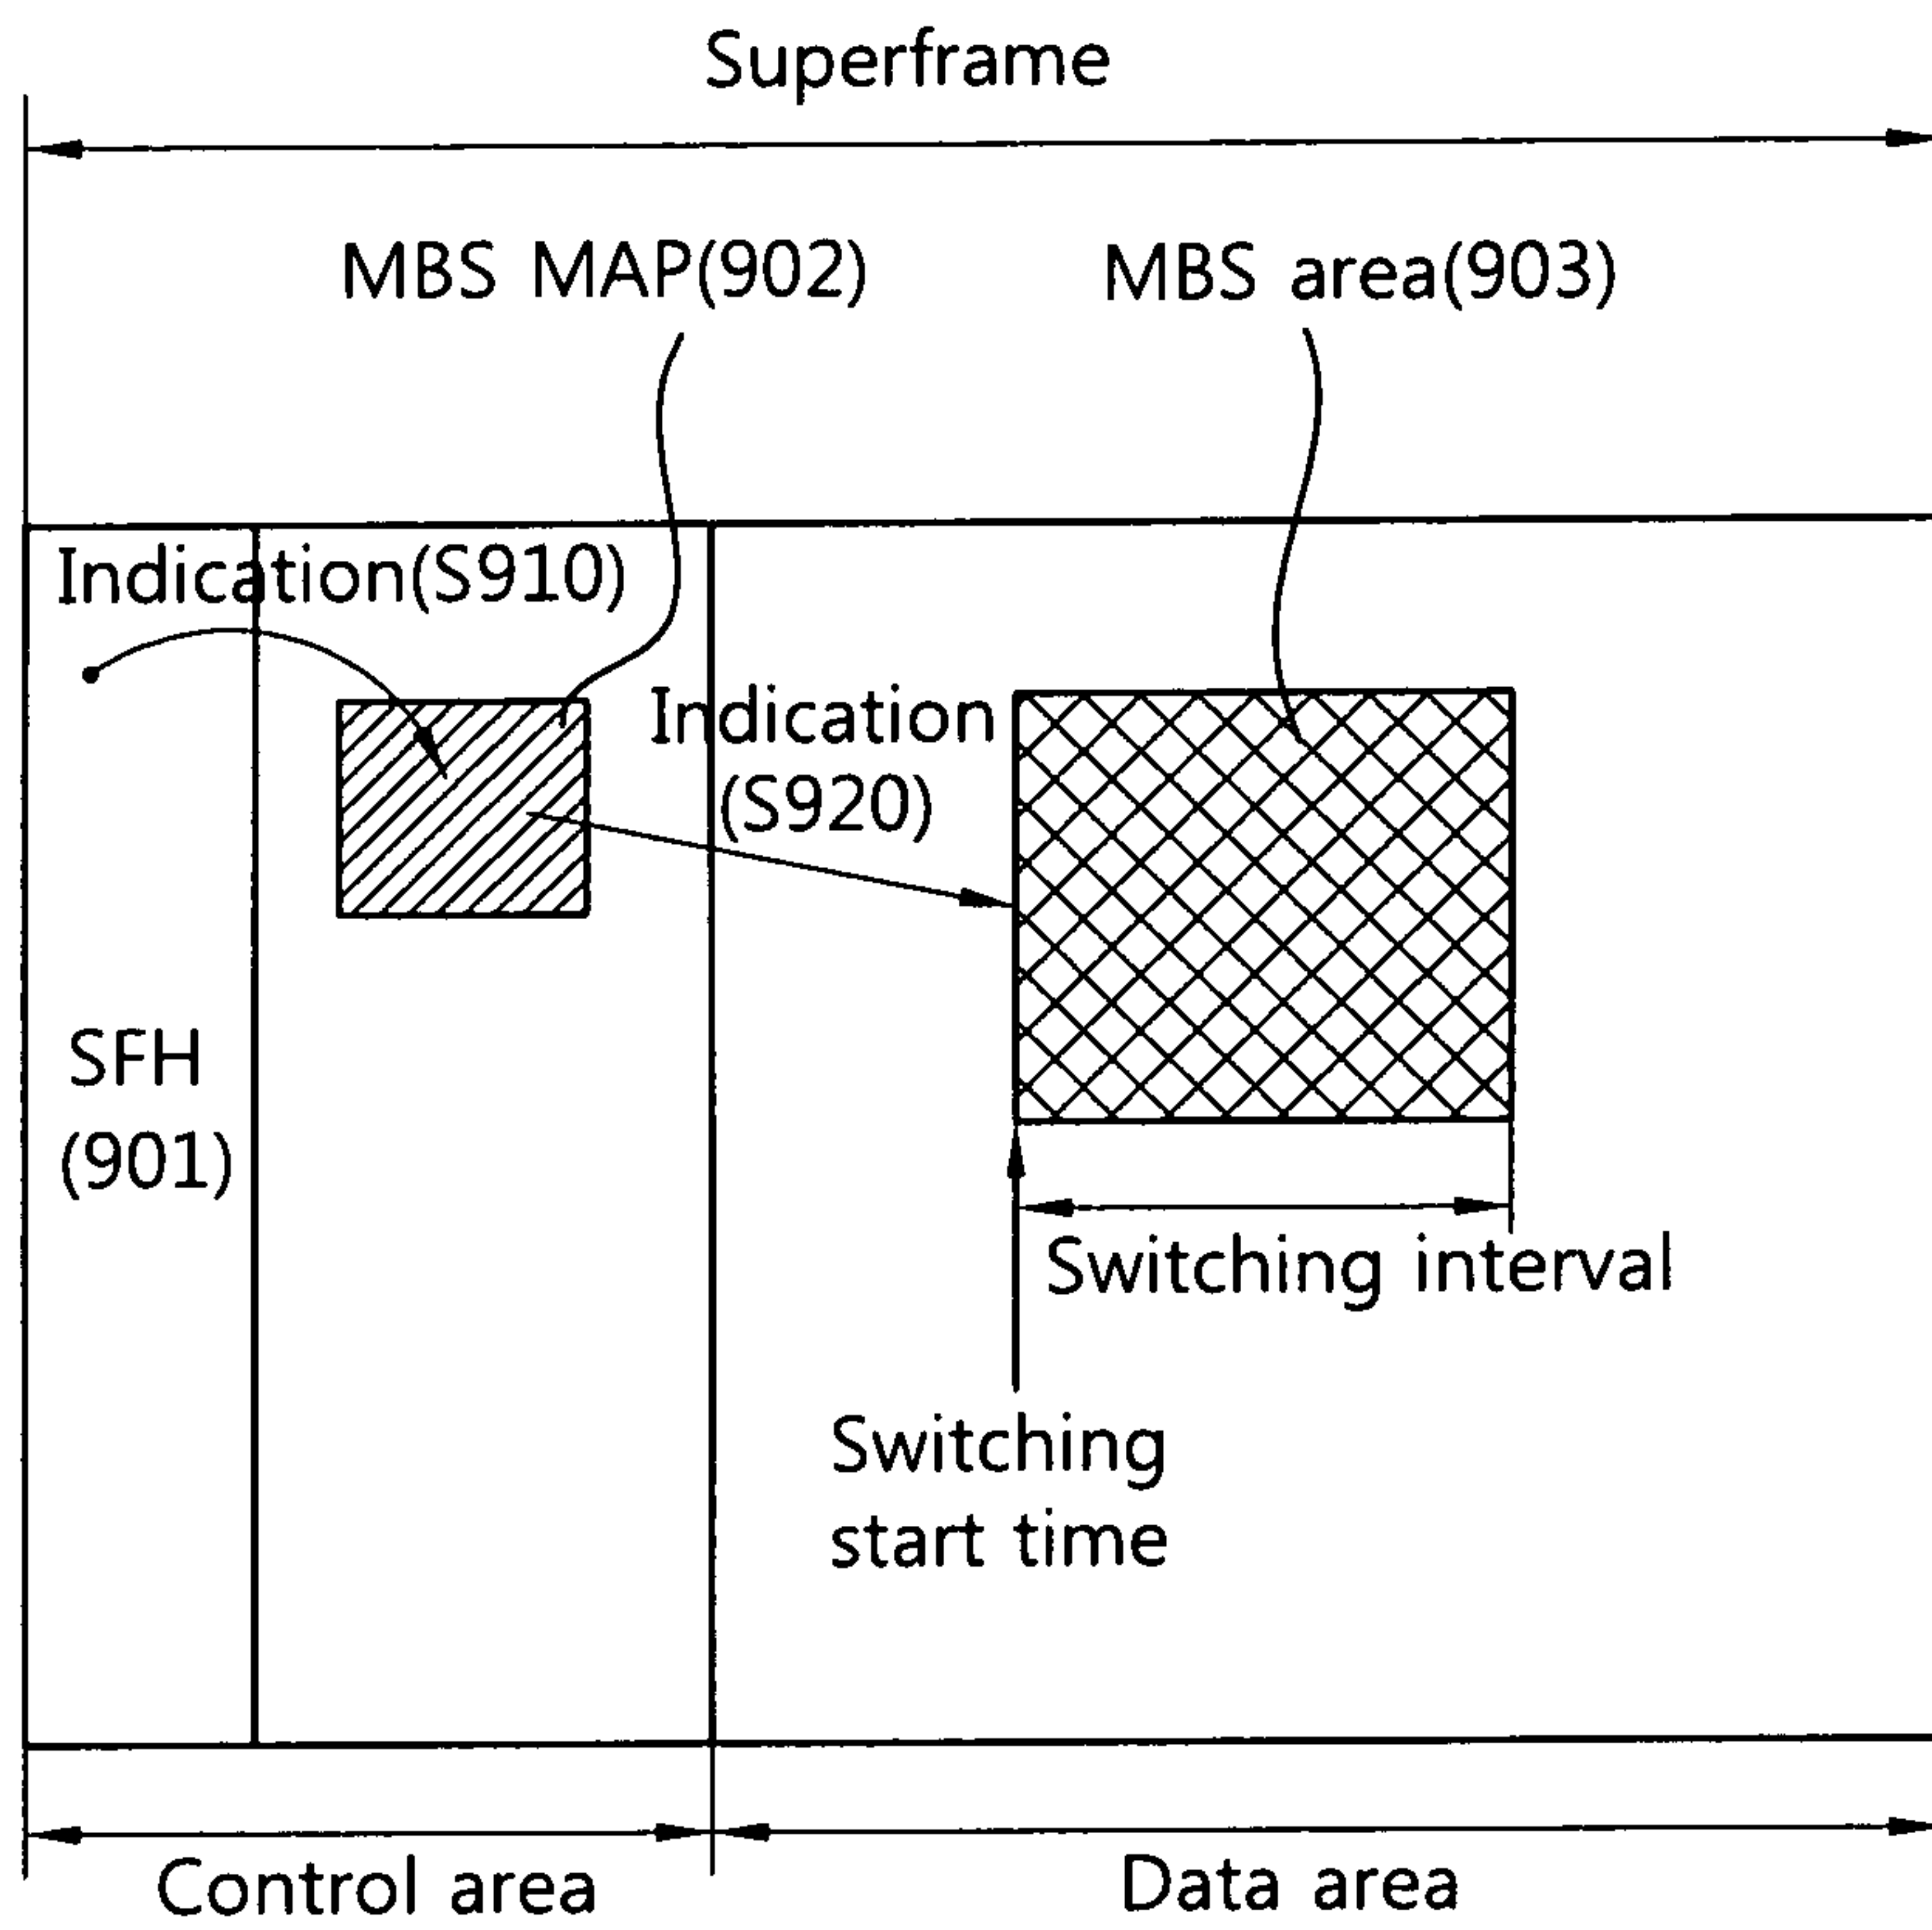 Superframe
MBS MAP(902)
MBS area(903)
Indication(S910)
Indication
(S920)
SFH
(901)
Switching interval
Switching
start time
Control area
Data area